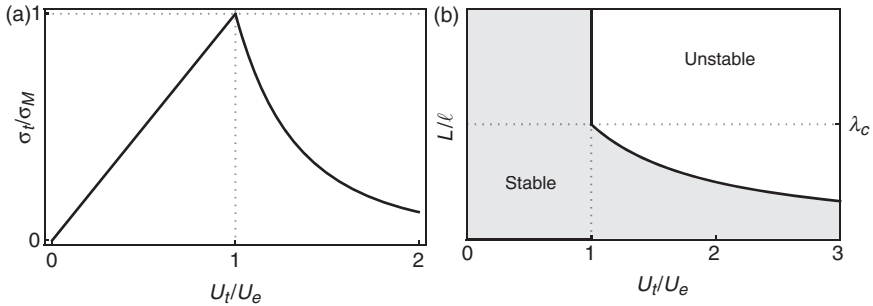 (a)
1
σt/σM
0
0
1
2
Ut/Ue
(b)
Unstable
L/ℓ
λc
Stable
0
1
2
3
Ut/Ue